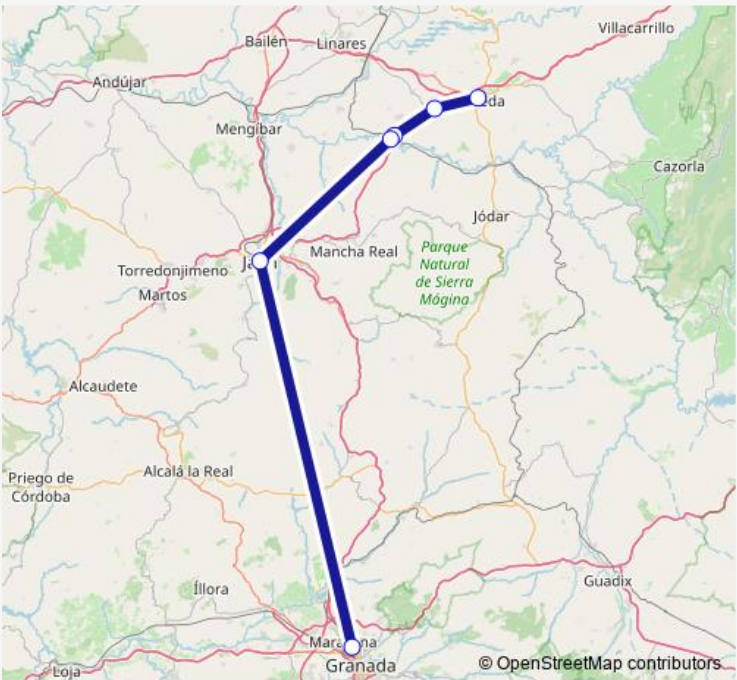 Villacarrillo
Bailén
Linares
Andújar
Mengíbar
Cazorla
Jódar
Mancha Real
Parque
Natural
de Sierra
Mágina
Torredonjimeno
Martos
Alcaudete
Alcalá la Real
Priego de
Córdoba
Íllora
Guadix
Granada
Loja
© OpenStreetMap contributors